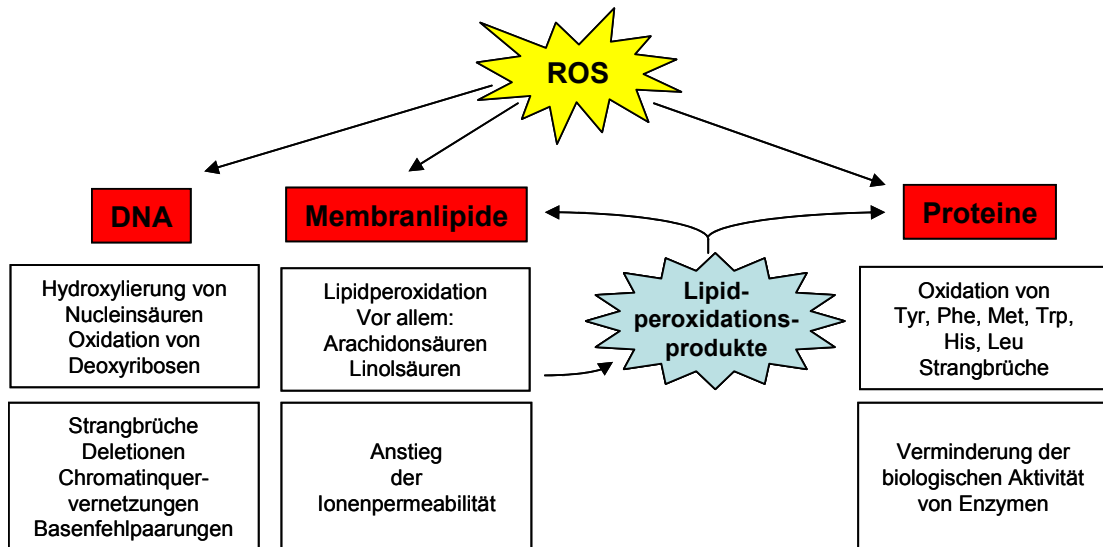 ROS
DNA
Membranlipide
Proteine
Hydroxylierung von
Nucleinsäuren
Oxidation von
Deoxyribosen
Lipidperoxidation
Vor allem:
Arachidonsäuren
Linolsäuren
Lipid-
peroxidations-
produkte
Oxidation von
Tyr, Phe, Met, Trp,
His, Leu
Strangbrüche
Strangbrüche
Deletionen
Chromatinquer-
vernetzungen
Basenfehlpaarungen
Anstieg
der
Ionenpermeabilität
Verminderung der
biologischen Aktivität
von Enzymen